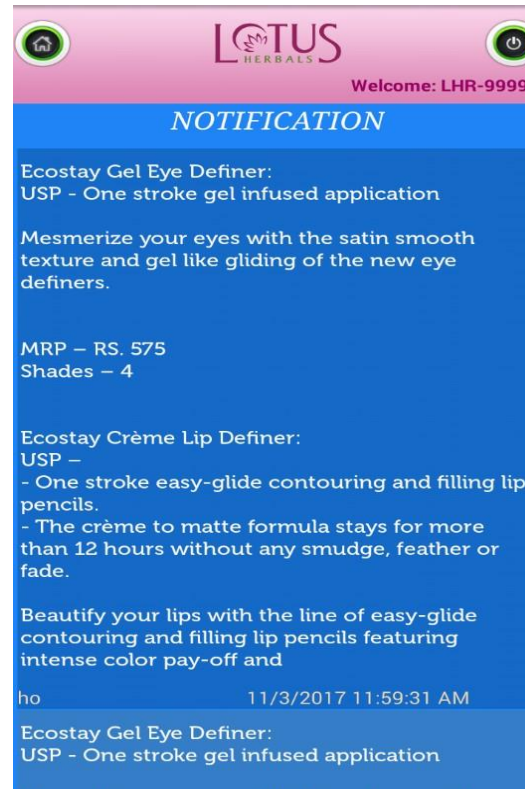 LOTUS
HERBALS
Welcome: LHR-9999
NOTIFICATION
Ecostay Gel Eye Definer:
USP - One stroke gel infused application
Mesmerize your eyes with the satin smooth
texture and gel like gliding of the new eye
definers.
MRP – RS. 575
Shades – 4
Ecostay Crème Lip Definer:
USP –
- One stroke easy-glide contouring and filling lip
pencils.
- The crème to matte formula stays for more
than 12 hours without any smudge, feather or
fade.
Beautify your lips with the line of easy-glide
contouring and filling lip pencils featuring
intense color pay-off and
ho 11/3/2017 11:59:31 AM
Ecostay Gel Eye Definer:
USP - One stroke gel infused application